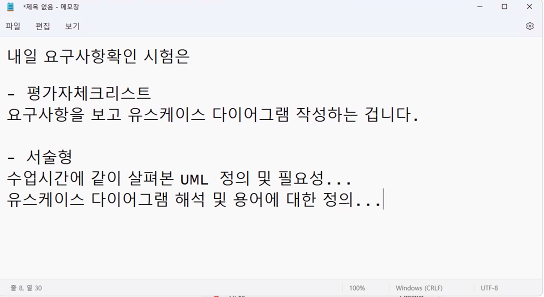 *제목 없음 - 메모장
파일 편집 보기
내일 요구사항확인 시험은
- 평가자체크리스트
요구사항을 보고 유스케이스 다이어그램 작성하는 겁니다.
- 서술형
수업시간에 같이 살펴본 UML 정의 및 필요성...
유스케이스 다이어그램 해석 및 용어에 대한 정의...
줄 8, 열 30 100% Windows (CRLF) UTF-8